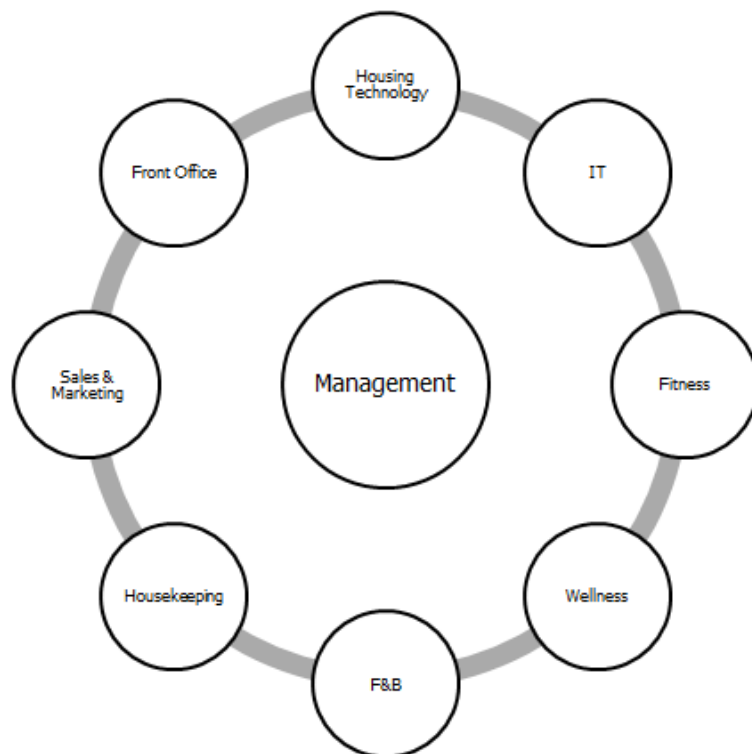 Housing
Technology
Front Office
IT
Sales &
Marketing
Management
Fitness
Housekeeping
Wellness
F&B